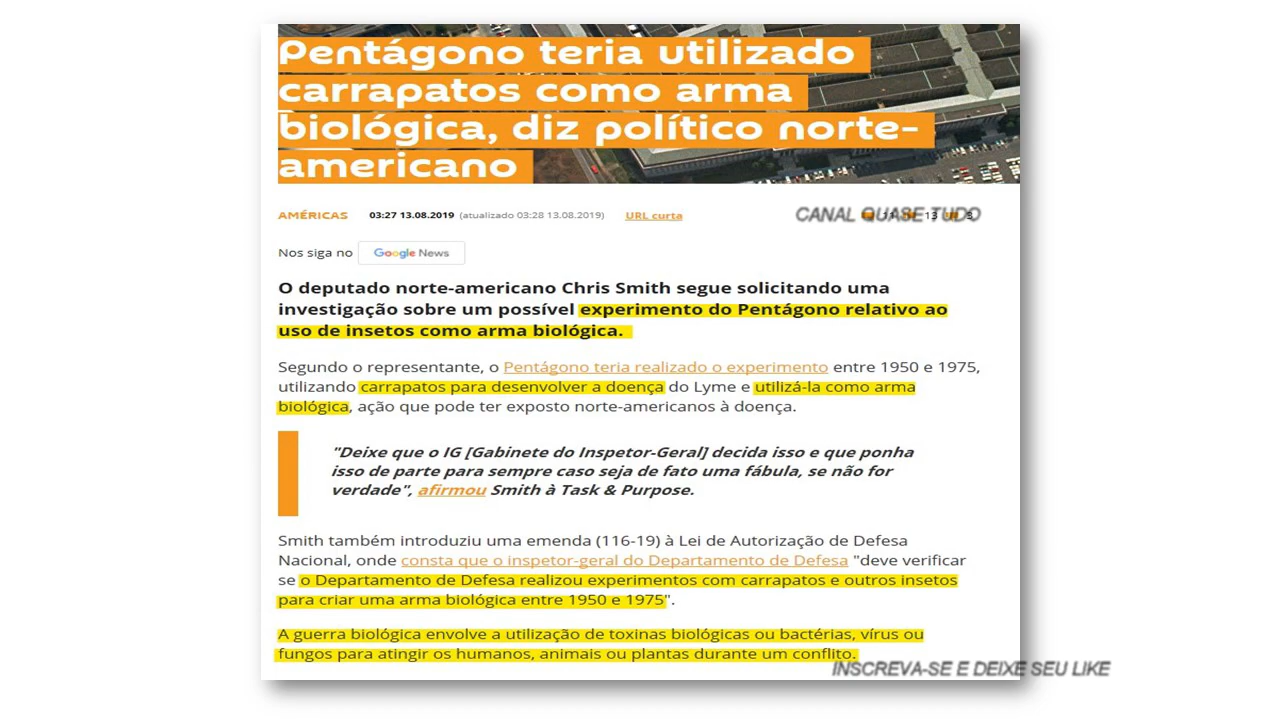 Pentágono teria utilizado
carrapatos como arma
biológica, diz político norte-
americano
AMÉRICAS 03:27 13.08.2019 (atualizado 03:28 13.08.2019) URL curta
CANAL QUASE TUDO
11 13 3
Nos siga no Google News
O deputado norte-americano Chris Smith segue solicitando uma
investigação sobre um possível experimento do Pentágono relativo ao
uso de insetos como arma biológica.
Segundo o representante, o Pentágono teria realizado o experimento entre 1950 e 1975,
utilizando carrapatos para desenvolver a doença do Lyme e utilizá-la como arma
biológica, ação que pode ter exposto norte-americanos à doença.
"Deixe que o IG [Gabinete do Inspetor-Geral] decida isso e que ponha
isso de parte para sempre caso seja de fato uma fábula, se não for
verdade", afirmou Smith à Task & Purpose.
Smith também introduziu uma emenda (116-19) à Lei de Autorização de Defesa
Nacional, onde consta que o inspetor-geral do Departamento de Defesa "deve verificar
se o Departamento de Defesa realizou experimentos com carrapatos e outros insetos
para criar uma arma biológica entre 1950 e 1975".
A guerra biológica envolve a utilização de toxinas biológicas ou bactérias, vírus ou
fungos para atingir os humanos, animais ou plantas durante um conflito.
INSCREVA-SE E DEIXE SEU LIKE